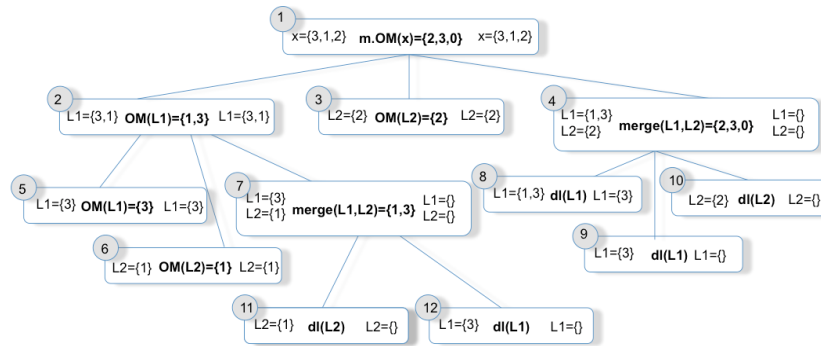 1
x={3,1,2} m.OM(x)={2,3,0} x={3,1,2}
2
L1={3,1} OM(L1)={1,3} L1={3,1}
3
L2={2} OM(L2)={2} L2={2}
4
L1={1,3} L1={}
merge(L1,L2)={2,3,0}
L2={2} L2={}
5
L1={3} OM(L1)={3} L1={3}
6
L2={1} OM(L2)={1} L2={1}
7
L1={3} L1={}
merge(L1,L2)={1,3}
L2={1} L2={}
8
L1={1,3} dl(L1) L1={3}
10
L2={2} dl(L2) L2={}
9
L1={3} dl(L1) L1={}
11
L2={1} dl(L2) L2={}
12
L1={3} dl(L1) L1={}